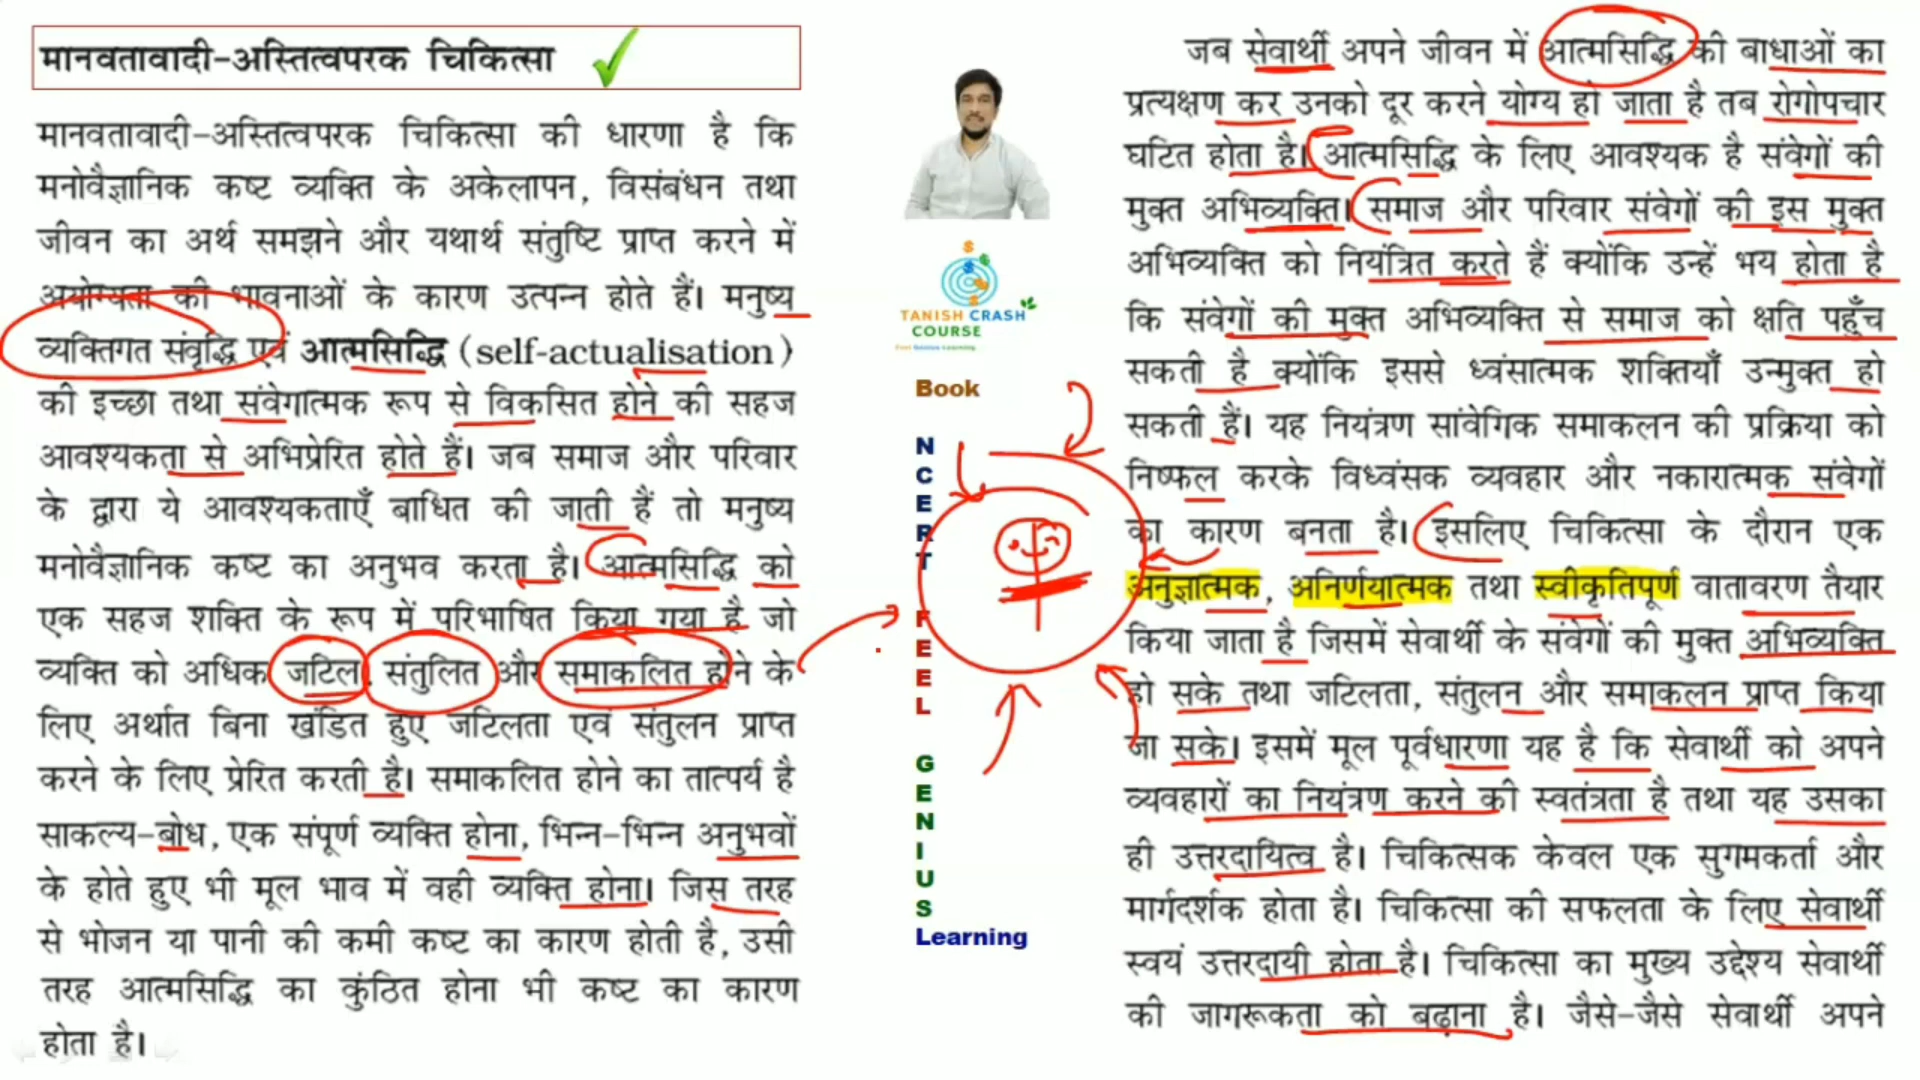 मानवतावादी-अस्तित्वपरक चिकित्सा
मानवतावादी-अस्तित्वपरक चिकित्सा की धारणा है कि
मनोवैज्ञानिक कष्ट व्यक्ति के अकेलापन, विसंबंधन तथा
जीवन का अर्थ समझने और यथार्थ संतुष्टि प्राप्त करने में
अयोग्यता की भावनाओं के कारण उत्पन्न होते हैं। मनुष्य
व्यक्तिगत संवृद्धि एवं आत्मसिद्धि (self-actualisation)
की इच्छा तथा संवेगात्मक रूप से विकसित होने की सहज
आवश्यकता से अभिप्रेरित होते हैं। जब समाज और परिवार
के द्वारा ये आवश्यकताएँ बाधित की जाती हैं तो मनुष्य
मनोवैज्ञानिक कष्ट का अनुभव करता है। आत्मसिद्धि को
एक सहज शक्ति के रूप में परिभाषित किया गया है जो
व्यक्ति को अधिक जटिल, संतुलित और समाकलित होने के
लिए अर्थात बिना खंडित हुए जटिलता एवं संतुलन प्राप्त
करने के लिए प्रेरित करती है। समाकलित होने का तात्पर्य है
साकल्य-बोध, एक संपूर्ण व्यक्ति होना, भिन्न-भिन्न अनुभवों
के होते हुए भी मूल भाव में वही व्यक्ति होना। जिस तरह
से भोजन या पानी की कमी कष्ट का कारण होती है, उसी
तरह आत्मसिद्धि का कुंठित होना भी कष्ट का कारण
होता है।
TANISH CRASH
COURSE
Feel Genius Learning
Book
N
C
E
R
T
F
E
E
L
G
E
N
I
U
S
Learning
जब सेवार्थी अपने जीवन में आत्मसिद्धि की बाधाओं का
प्रत्यक्षण कर उनको दूर करने योग्य हो जाता है तब रोगोपचार
घटित होता है। आत्मसिद्धि के लिए आवश्यक है संवेगों की
मुक्त अभिव्यक्ति। समाज और परिवार संवेगों की इस मुक्त
अभिव्यक्ति को नियंत्रित करते हैं क्योंकि उन्हें भय होता है
कि संवेगों की मुक्त अभिव्यक्ति से समाज को क्षति पहुँच
सकती है क्योंकि इससे ध्वंसात्मक शक्तियाँ उन्मुक्त हो
सकती हैं। यह नियंत्रण सांवेगिक समाकलन की प्रक्रिया को
निष्फल करके विध्वंसक व्यवहार और नकारात्मक संवेगों
का कारण बनता है। इसलिए चिकित्सा के दौरान एक
अनुज्ञात्मक, अनिर्णयात्मक तथा स्वीकृतिपूर्ण वातावरण तैयार
किया जाता है जिसमें सेवार्थी के संवेगों की मुक्त अभिव्यक्ति
हो सके तथा जटिलता, संतुलन और समाकलन प्राप्त किया
जा सके। इसमें मूल पूर्वधारणा यह है कि सेवार्थी को अपने
व्यवहारों का नियंत्रण करने की स्वतंत्रता है तथा यह उसका
ही उत्तरदायित्व है। चिकित्सक केवल एक सुगमकर्ता और
मार्गदर्शक होता है। चिकित्सा की सफलता के लिए सेवार्थी
स्वयं उत्तरदायी होता है। चिकित्सा का मुख्य उद्देश्य सेवार्थी
की जागरूकता को बढ़ाना है। जैसे-जैसे सेवार्थी अपने